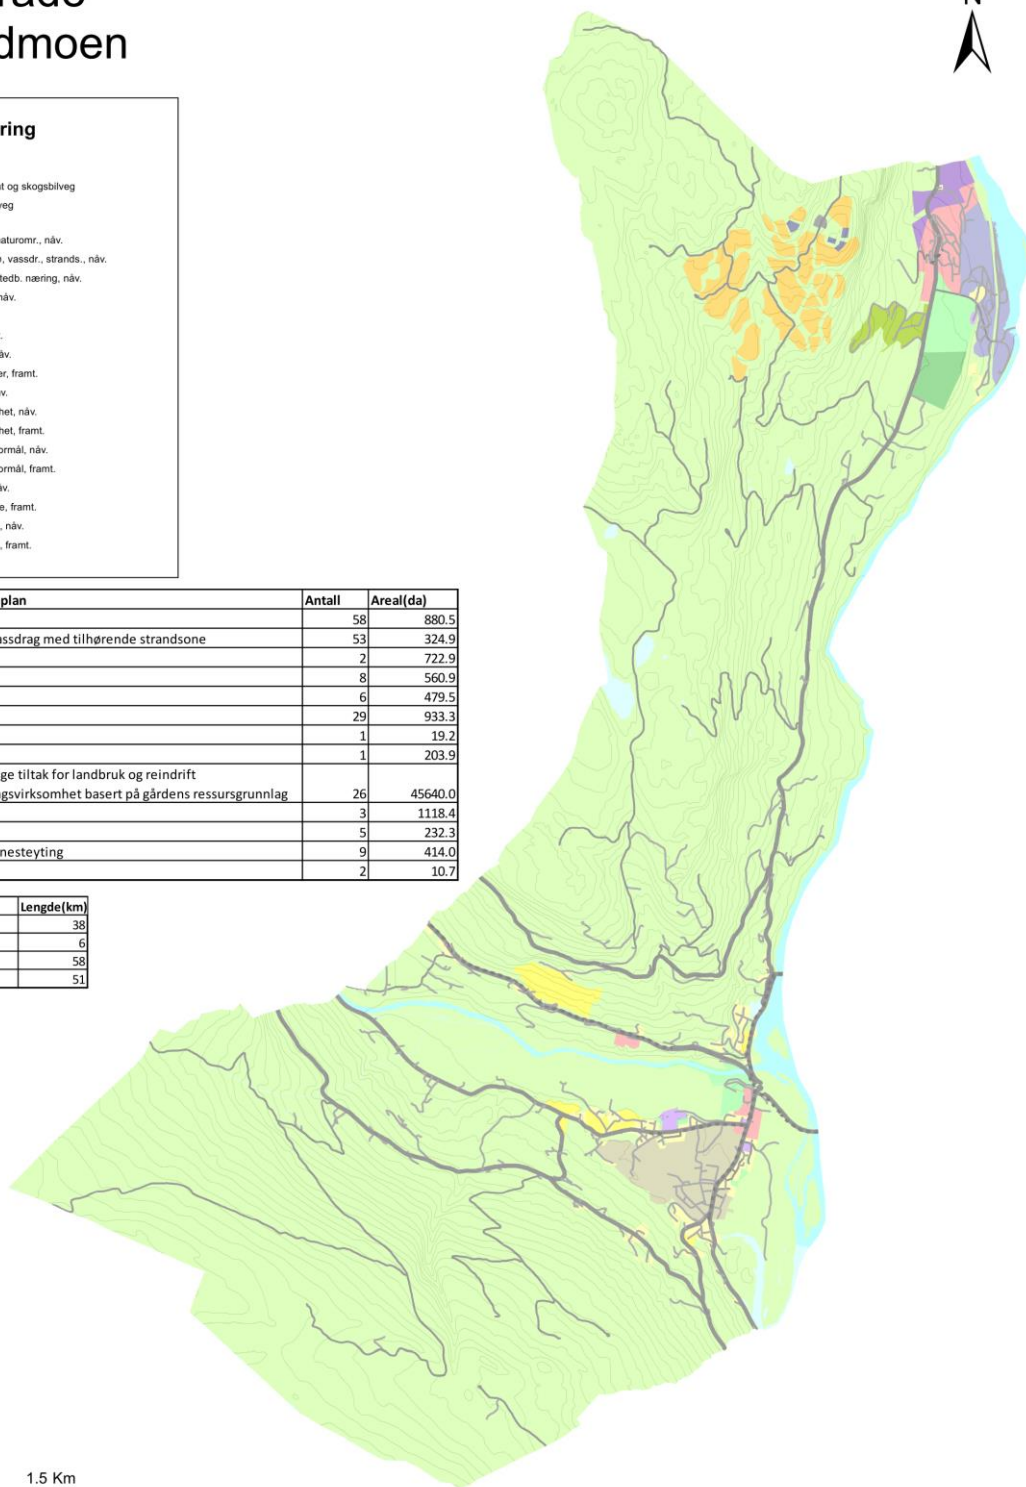 råde
dmoen
N
ring
t og skogsbilveg
veg
naturomr., nåv.
e, vassdr., strands., nåv.
tedb. næring, nåv.
nåv.
t.
åv.
er, framt.
åv.
het, nåv.
het, framt.
ormål, nåv.
ormål, framt.
åv.
e, framt.
, nåv.
, framt.
plan Antall Areal(da)
58 880.5
assdrag med tilhørende strandsone 53 324.9
2 722.9
8 560.9
6 479.5
29 933.3
1 19.2
1 203.9
ge tiltak for landbruk og reindrift
gsvirksomhet basert på gårdens ressursgrunnlag 26 45640.0
3 1118.4
5 232.3
nesteyting 9 414.0
2 10.7
Lengde(km)
38
6
58
51
1.5 Km